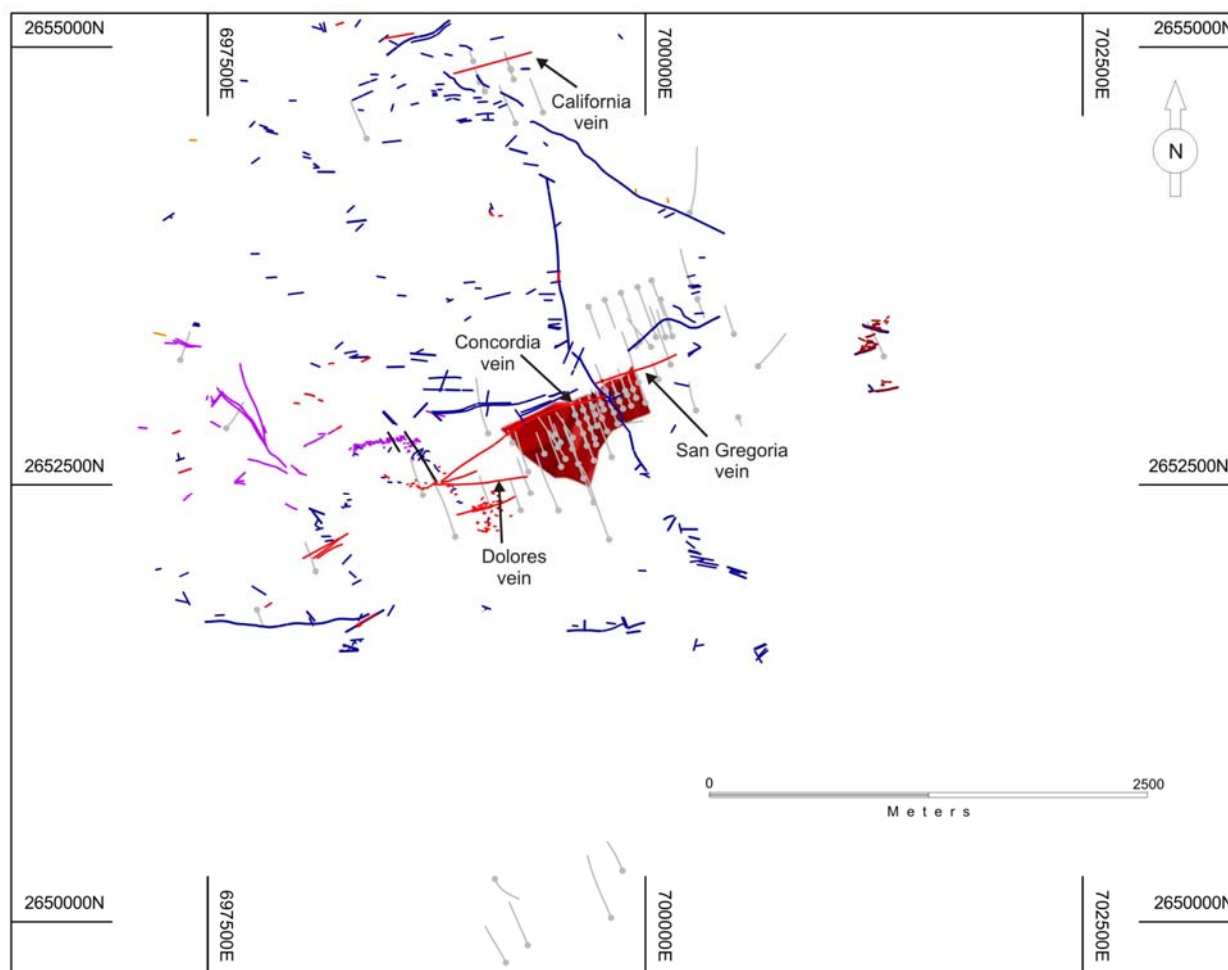 2655000N
697500E
700000E
702500E
2655000N
California
vein
N
Concordia
vein
San Gregoria
vein
2652500N
2652500N
Dolores
vein
0
2500
Meters
2650000N
697500E
700000E
702500E
2650000N